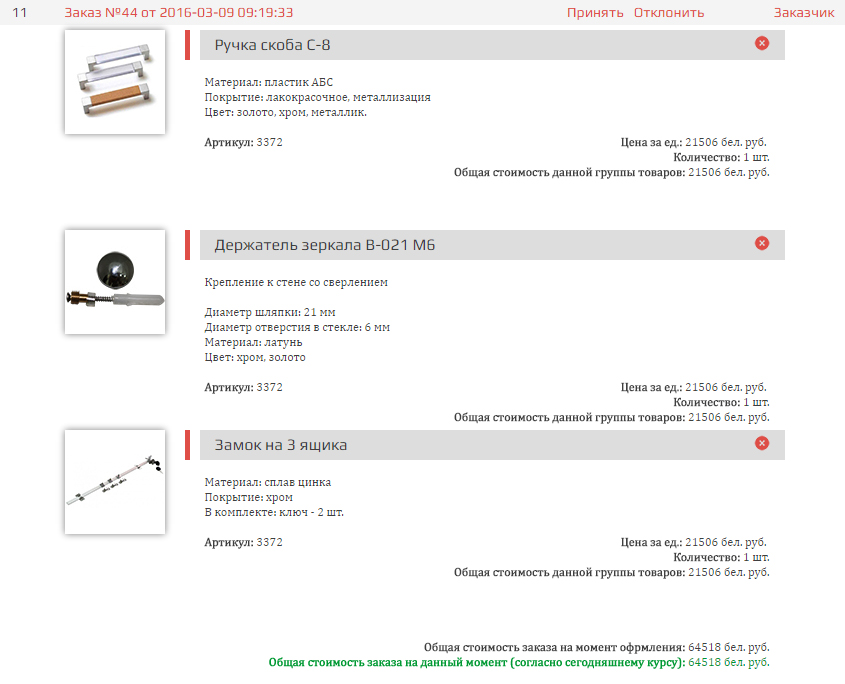 11 Заказ №44 от 2016-03-09 09:19:33 Принять Отклонить Заказчик
Ручка скоба С-8
Материал: пластик АБС
Покрытие: лакокрасочное, металлизация
Цвет: золото, хром, металлик.
Артикул: 3372 Цена за ед.: 21506 бел. руб.
Количество: 1 шт.
Общая стоимость данной группы товаров: 21506 бел. руб.
Держатель зеркала В-021 М6
Крепление к стене со сверлением
Диаметр шляпки: 21 мм
Диаметр отверстия в стекле: 6 мм
Материал: латунь
Цвет: хром, золото
Артикул: 3372 Цена за ед.: 21506 бел. руб.
Количество: 1 шт.
Общая стоимость данной группы товаров: 21506 бел. руб.
Замок на 3 ящика
Материал: сплав цинка
Покрытие: хром
В комплекте: ключ - 2 шт.
Артикул: 3372 Цена за ед.: 21506 бел. руб.
Количество: 1 шт.
Общая стоимость данной группы товаров: 21506 бел. руб.
Общая стоимость заказа на момент офрмления: 64518 бел. руб.
Общая стоимость заказа на данный момент (согласно сегодняшнему курсу): 64518 бел. руб.